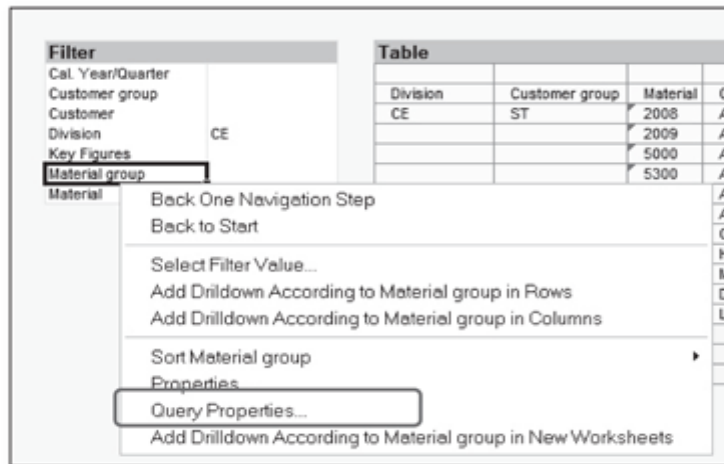 Filter
Cal. Year/Quarter
Customer group
Customer
Division CE
Key Figures
Material group
Material
Table
Division Customer group Material
CE ST 2008
2009
5000
5300
Back One Navigation Step
Back to Start
Select Filter Value...
Add Drilldown According to Material group in Rows
Add Drilldown According to Material group in Columns
Sort Material group
Properties
Query Properties...
Add Drilldown According to Material group in New Worksheets